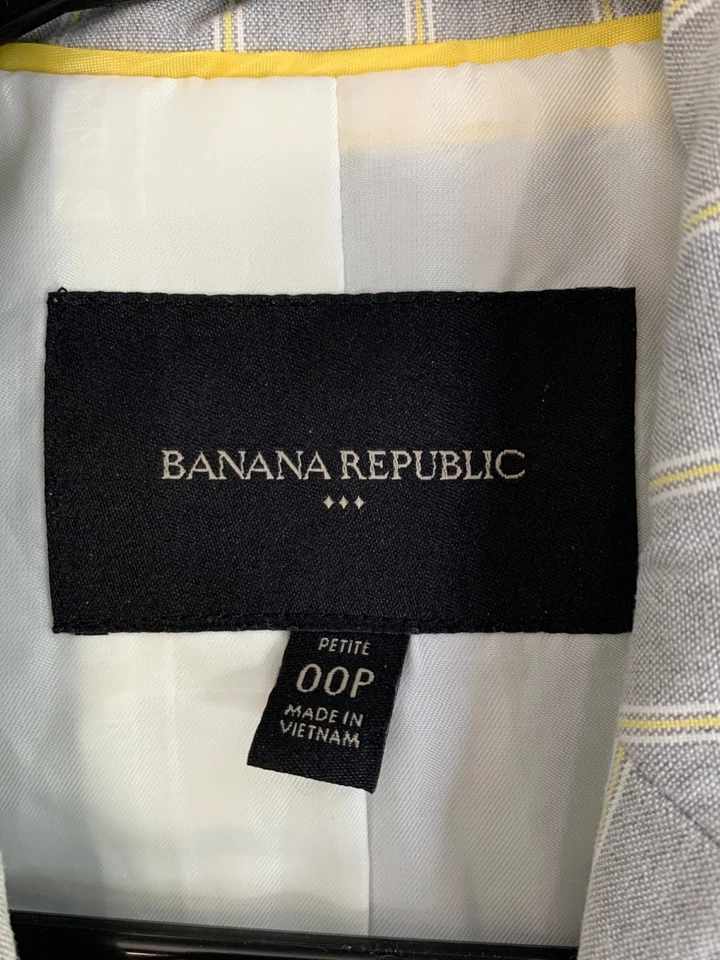 BANANA REPUBLIC
PETITE
00P
MADE IN
VIETNAM